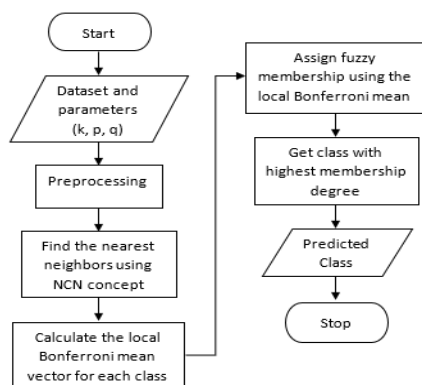 Start
Dataset and
parameters
(k, p, q)
Preprocessing
Find the nearest
neighbors using
NCN concept
Calculate the local
Bonferroni mean
vector for each class
Assign fuzzy
membership using the
local Bonferroni mean
Get class with
highest membership
degree
Predicted
Class
Stop